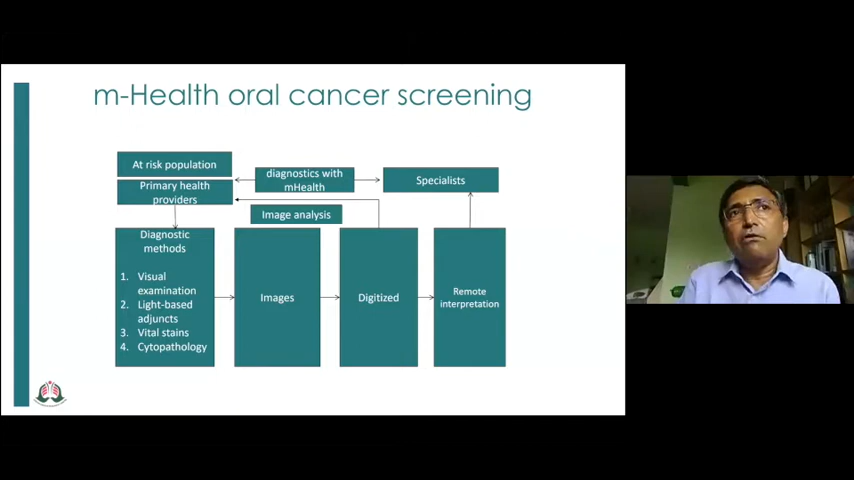 m-Health oral cancer screening
At risk population
Primary health
providers
diagnostics with
mHealth
Specialists
Image analysis
Diagnostic
methods
1. Visual
examination
2. Light-based
adjuncts
3. Vital stains
4. Cytopathology
Images
Digitized
Remote
interpretation